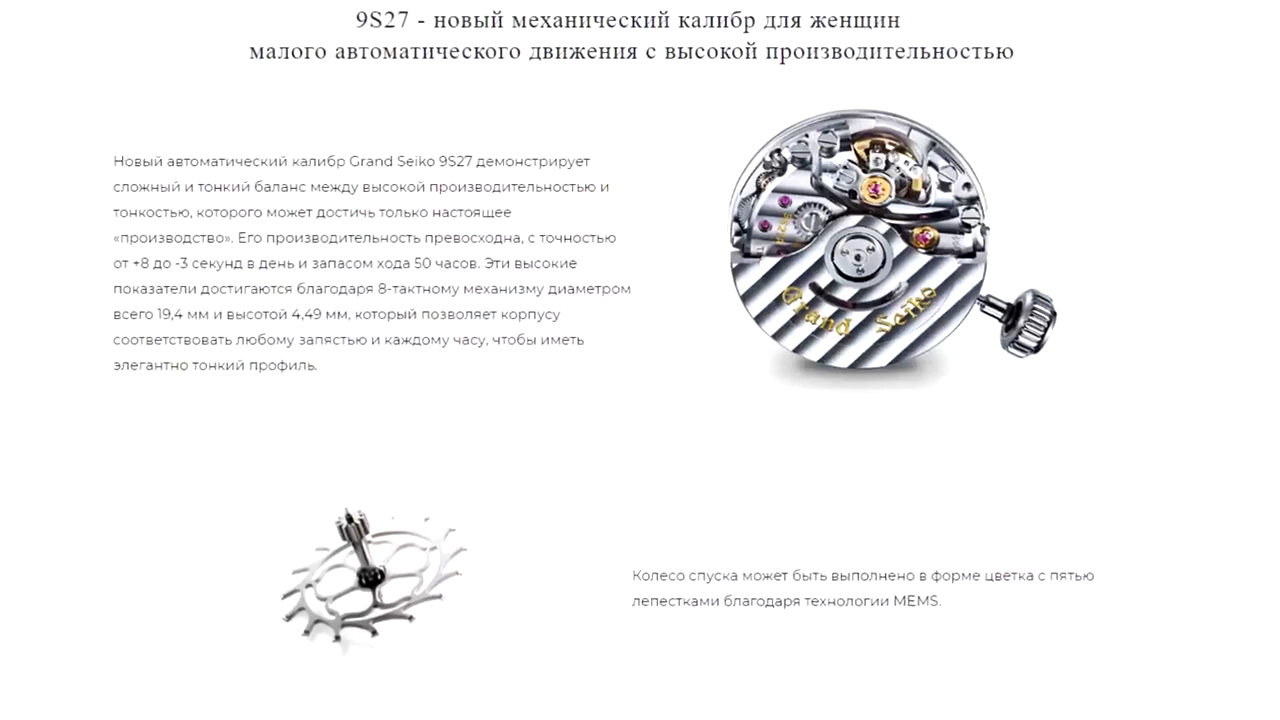 9S27 - новый механический калибр для женщин
малого автоматического движения с высокой производительностью
Новый автоматический калибр Grand Seiko 9S27 демонстрирует
сложный и тонкий баланс между высокой производительностью и
тонкостью, которого может достичь только настоящее
«производство». Его производительность превосходна, с точностью
от +8 до -3 секунд в день и запасом хода 50 часов. Эти высокие
показатели достигаются благодаря 8-тактному механизму диаметром
всего 19,4 мм и высотой 4,49 мм, который позволяет корпусу
соответствовать любому запястью и каждому часу, чтобы иметь
элегантно тонкий профиль.
Grand Seiko
Колесо спуска может быть выполнено в форме цветка с пятью
лепестками благодаря технологии MEMS.